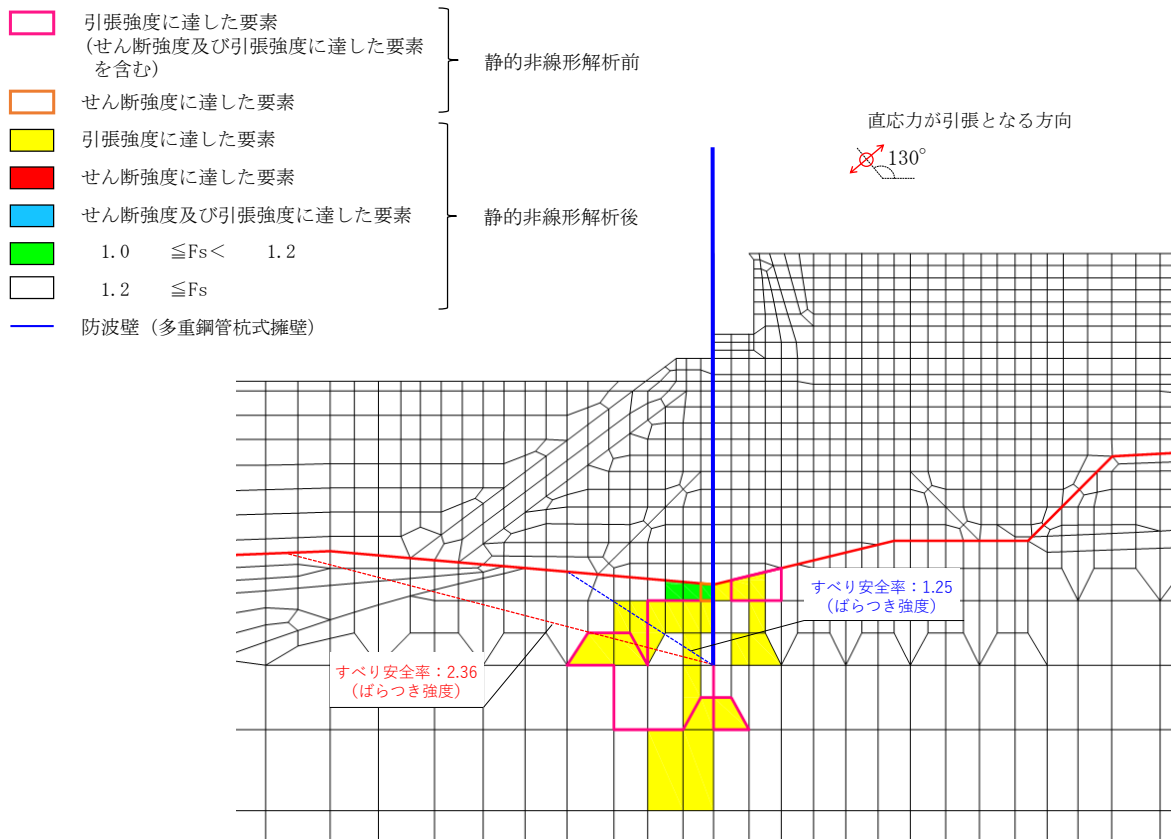 引張強度に達した要素
(せん断強度及び引張強度に達した要素
を含む)
せん断強度に達した要素
静的非線形解析前
引張強度に達した要素
せん断強度に達した要素
せん断強度及び引張強度に達した要素
1.0 ≦Fs< 1.2
1.2 ≦Fs
静的非線形解析後
防波壁（多重鋼管杭式擁壁）
直応力が引張となる方向
130°
すべり安全率：1.25
（ばらつき強度）
すべり安全率：2.36
（ばらつき強度）